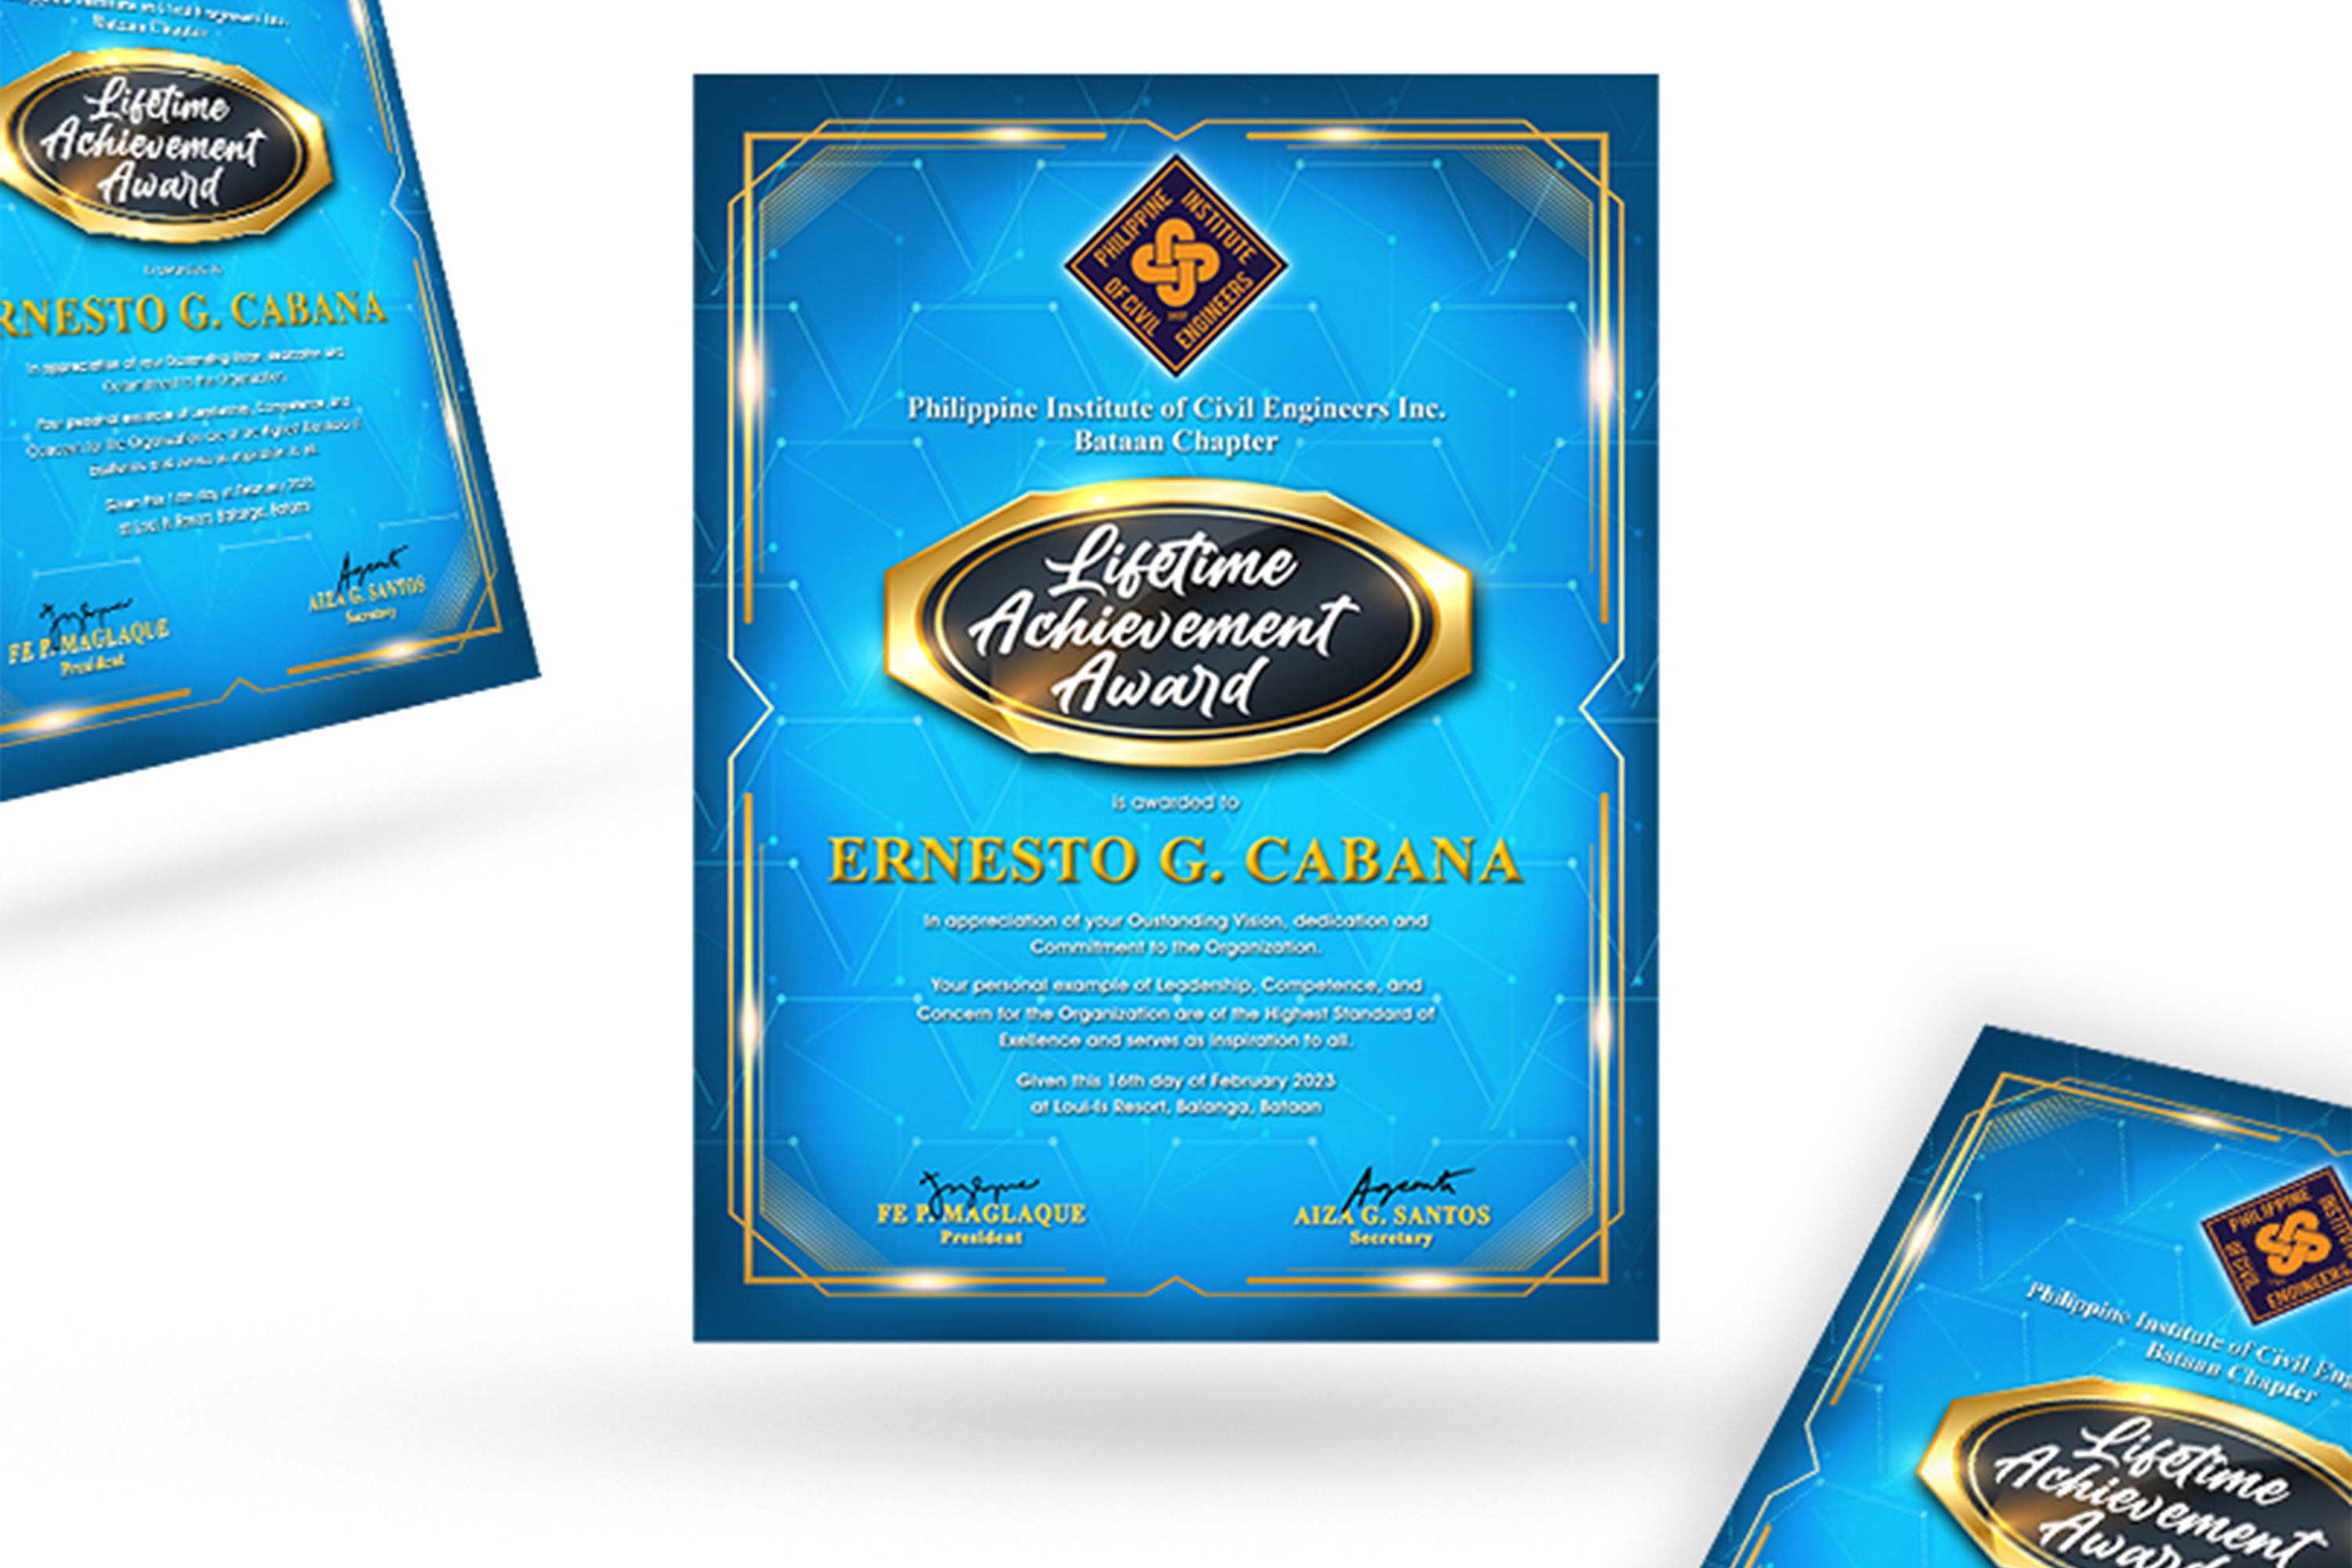 Lifetime
Achievement
Award
RNESTO G. CABANA
FE P. MAGLAQUE
President
AIZA G. SANTOS
Secretary
PHILIPPINE INSTITUTE
OF CIVIL ENGINEERS
Philippine Institute of Civil Engineers Inc.
Bataan Chapter
Lifetime
Achievement
Award
is awarded to
ERNESTO G. CABANA
In appreciation of your Oustanding Vision, dedication and
Commitment to the Organization.
Your personal example of Leadership, Competence, and
Concern for the Organization are of the Highest Standard of
Exellence and serves as inspiration to all.
Given this 16th day of February 2023
at Loui-Is Resort, Balanga, Bataan
FE P. MAGLAQUE
President
AIZA G. SANTOS
Secretary
PHILIPPINE
OF CIVIL ENGINEERS
Philippine Institute of Civil
Bataan Chapter
Lifetime
Achievement
Award